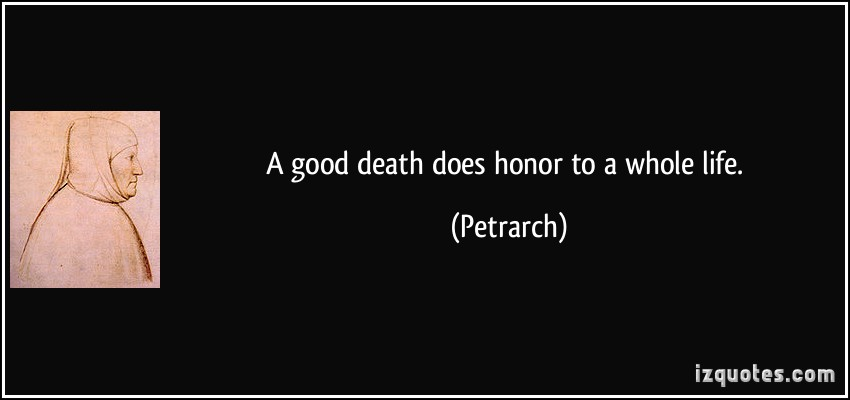 A good death does honor to a whole life.
(Petrarch)
izquotes.com